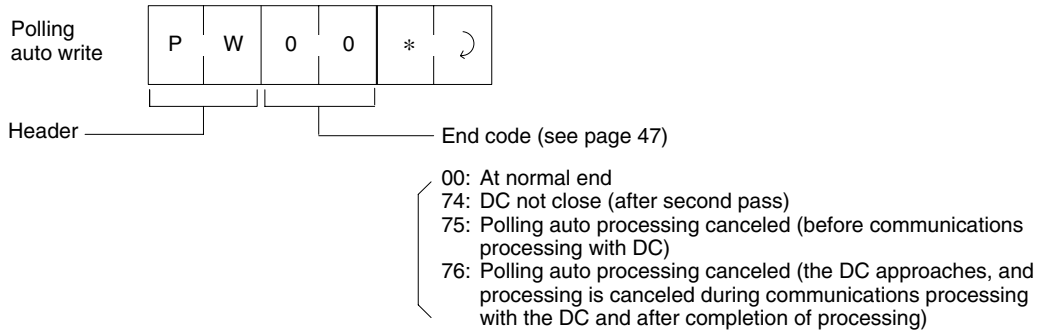 Polling
auto write
P W 0 0 * ⤸
Header
End code (see page 47)
00: At normal end
74: DC not close (after second pass)
75: Polling auto processing canceled (before communications
processing with DC)
76: Polling auto processing canceled (the DC approaches, and
processing is canceled during communications processing
with the DC and after completion of processing)